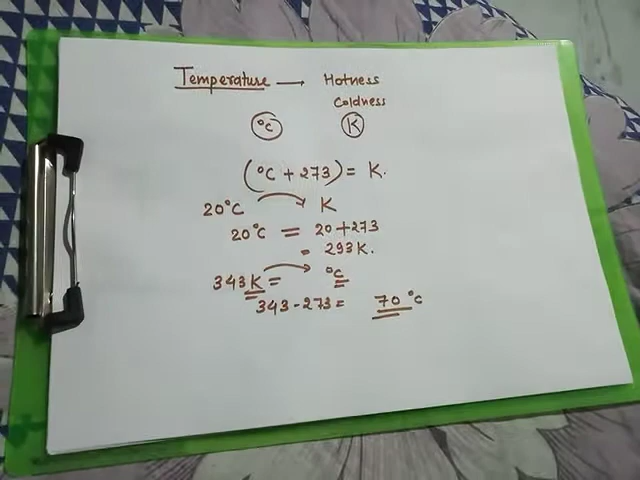 Temperature → Hotness
Coldness
°C K
(°C + 273) = K.
20°C → K
20°C = 20+273
= 293K.
343K = → °C
343-273= 70°C